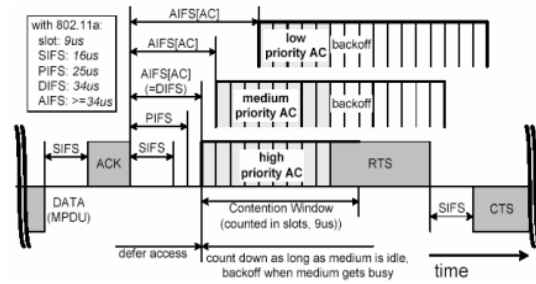 with 802.11a:
slot: 9us
SIFS: 16us
PIFS: 25us
DIFS: 34us
AIFS: >=34us
AIFS[AC]
AIFS[AC]
AIFS[AC]
(=DIFS)
PIFS
SIFS
SIFS
ACK
DATA
(MPDU)
low
priority AC
backoff
medium
priority AC
backoff
high
priority AC
RTS
SIFS
CTS
Contention Window
(counted in slots, 9us))
defer access
count down as long as medium is idle,
backoff when medium gets busy
time